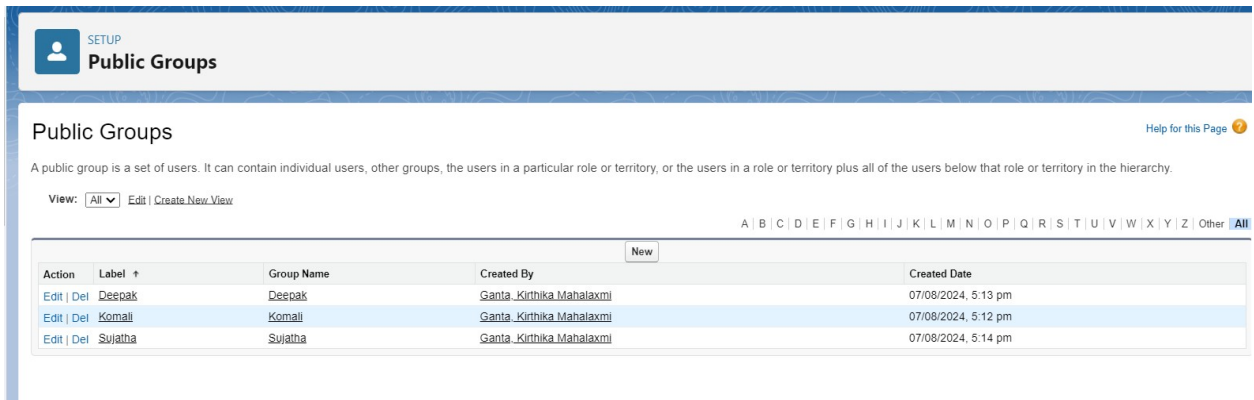 SETUP
Public Groups
Public Groups
Help for this Page ?
A public group is a set of users. It can contain individual users, other groups, the users in a particular role or territory, or the users in a role or territory plus all of the users below that role or territory in the hierarchy.
View: All Edit | Create New View
A | B | C | D | E | F | G | H | I | J | K | L | M | N | O | P | Q | R | S | T | U | V | W | X | Y | Z | Other All
New
Action Label ↑ Group Name Created By Created Date
Edit | Del Deepak Deepak Ganta, Kirthika Mahalaxmi 07/08/2024, 5:13 pm
Edit | Del Komali Komali Ganta, Kirthika Mahalaxmi 07/08/2024, 5:12 pm
Edit | Del Sujatha Sujatha Ganta, Kirthika Mahalaxmi 07/08/2024, 5:14 pm